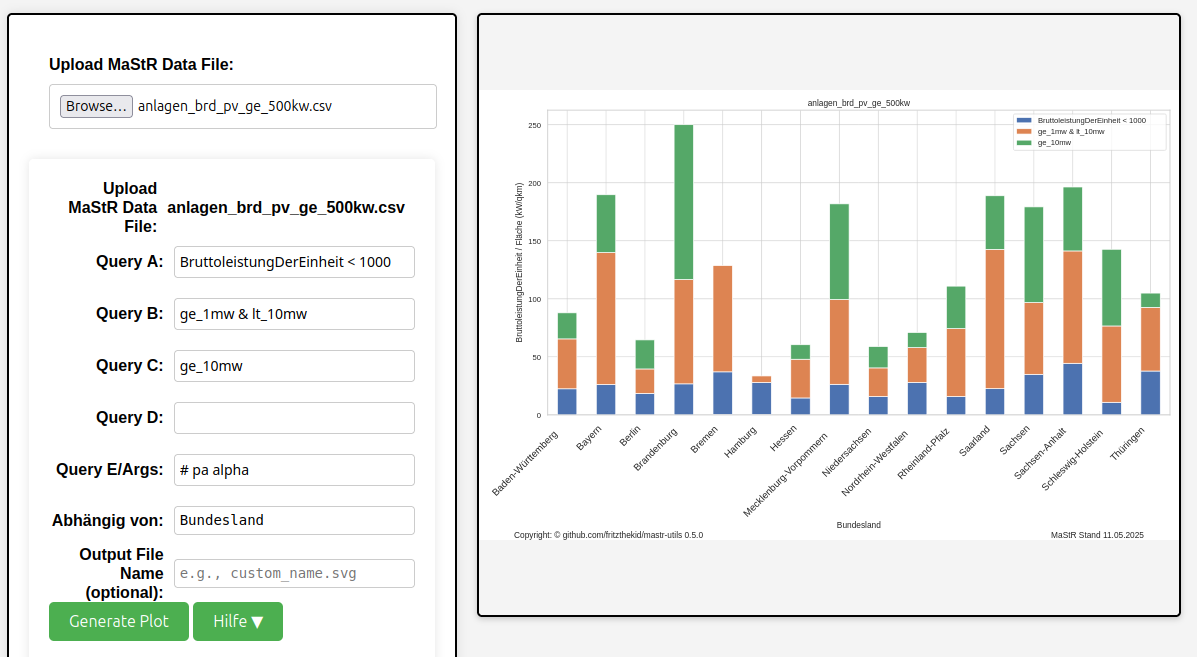 Upload MaStR Data File:
Browse... anlagen_brd_pv_ge_500kw.csv
Upload
MaStR Data
File:
anlagen_brd_pv_ge_500kw.csv
Query A: BruttoleistungDerEinheit < 1000
Query B: ge_1mw & lt_10mw
Query C: ge_10mw
Query D:
Query E/Args: # pa alpha
Abhängig von: Bundesland
Output File
Name
(optional):
e.g., custom_name.svg
Generate Plot
Hilfe ▼
anlagen_brd_pv_ge_500kw
BruttoleistungDerEinheit < 1000
ge_1mw & lt_10mw
ge_10mw
BruttoleistungDerEinheit / Fläche (kW/qkm)
250
200
150
100
50
0
Baden-Württemberg
Bayern
Berlin
Brandenburg
Bremen
Hamburg
Hessen
Mecklenburg-Vorpommern
Niedersachsen
Nordrhein-Westfalen
Rheinland-Pfalz
Saarland
Sachsen
Sachsen-Anhalt
Schleswig-Holstein
Thüringen
Bundesland
Copyright: © github.com/fritzthekid/mastr-utils 0.5.0
MaStR Stand 11.05.2025